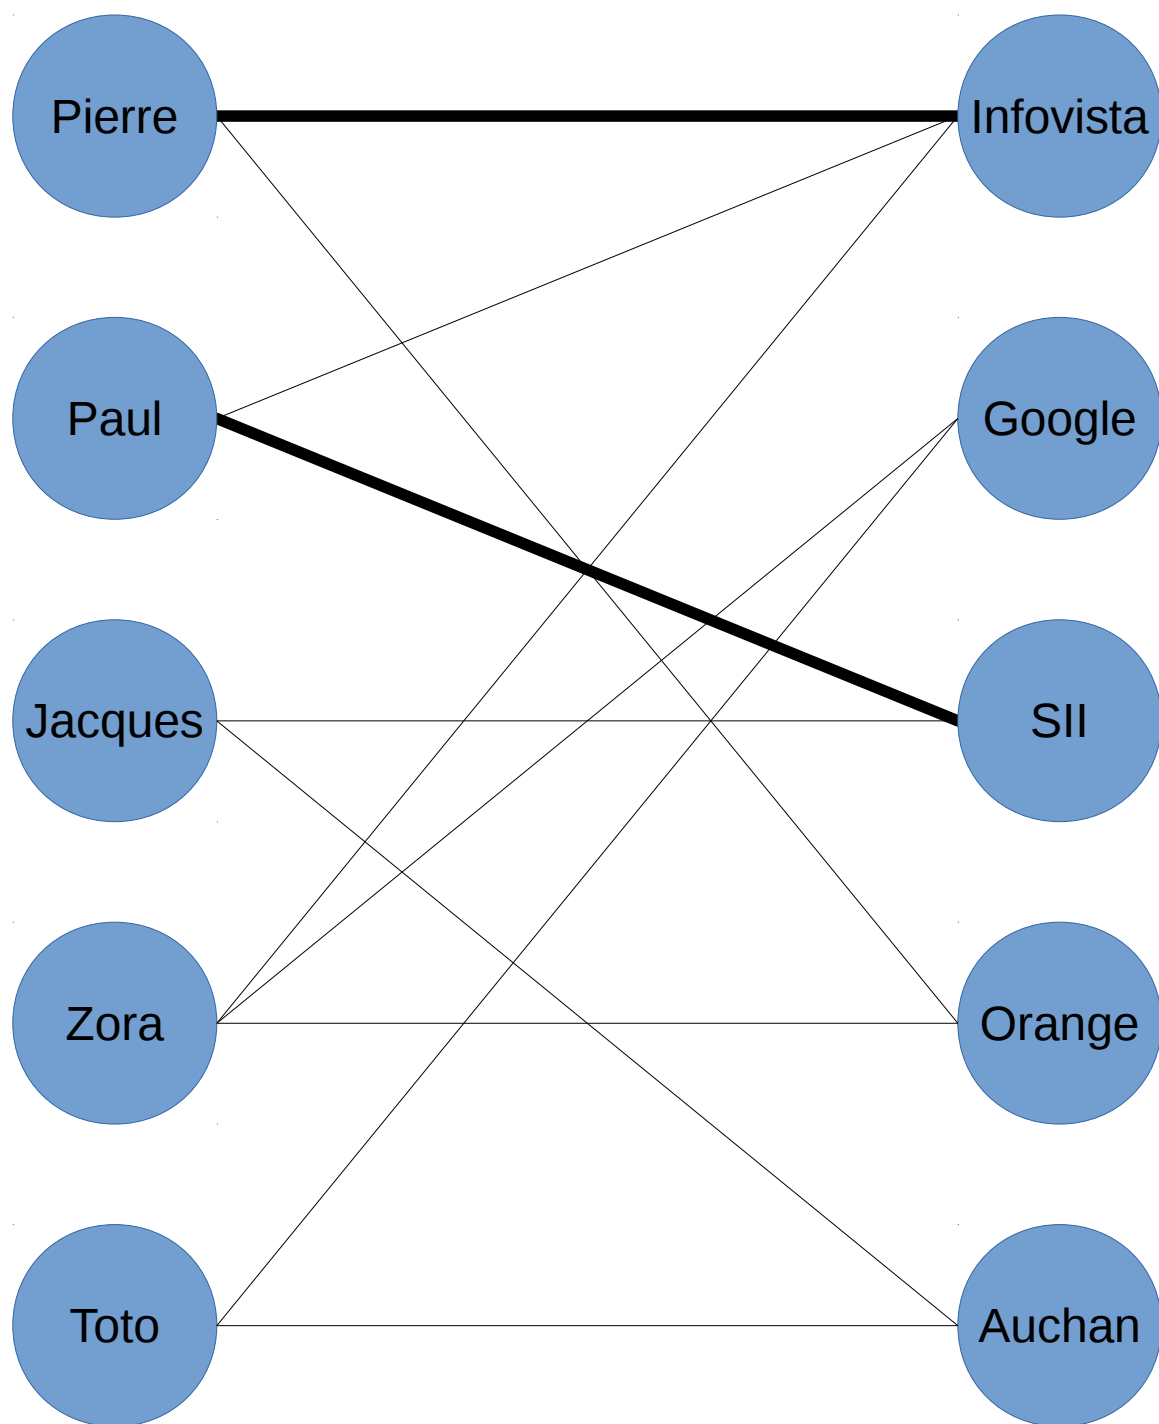 Pierre
Infovista
Paul
Google
Jacques
SII
Zora
Orange
Toto
Auchan